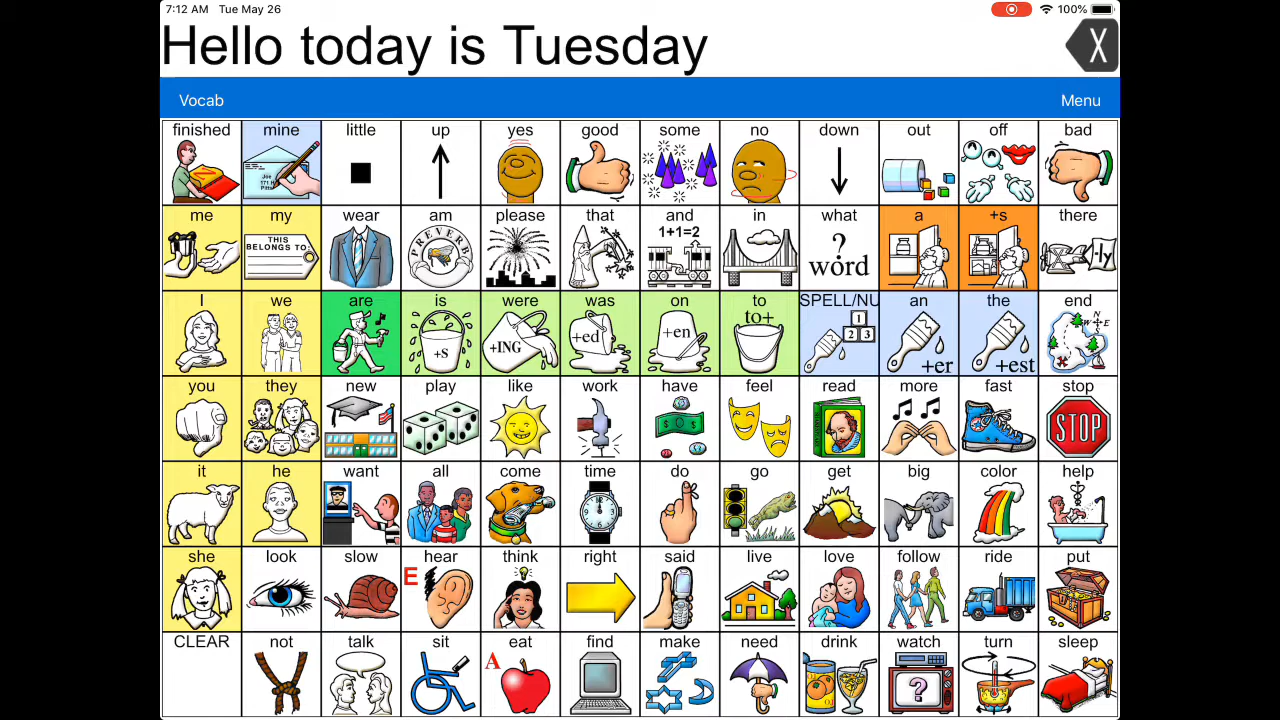 7:12 AM Tue May 26 100%
Hello today is Tuesday X
Vocab Menu
finished mine little up yes good some no down out off bad
me my wear am please that and in what a +s there
THIS BELONGS TO: PREVERB 1+1=2 ? word -ly
I we are is were was on to SPELL/NU an the end
+S +ING +ed +en to+ 1 2 3 +er +est N W E
you they new play like work have feel read more fast stop
STOP
it he want all come time do go get big color help
she look slow hear think right said live love follow ride put
E
CLEAR not talk sit eat find make need drink watch turn sleep
A ?